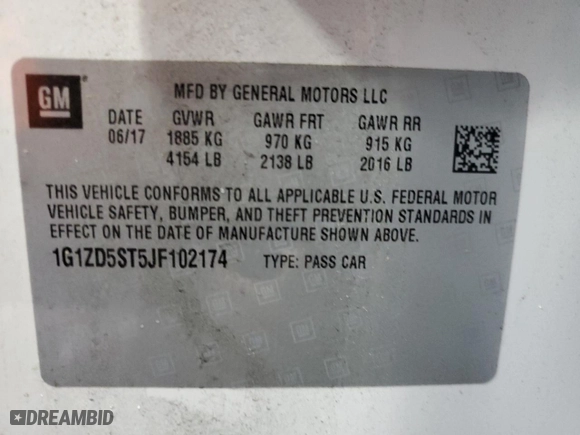 GM
MFD BY GENERAL MOTORS LLC
DATE GVWR GAWR FRT GAWR RR
06/17 1885 KG 970 KG 915 KG
4154 LB 2138 LB 2016 LB
THIS VEHICLE CONFORMS TO ALL APPLICABLE U.S. FEDERAL MOTOR
VEHICLE SAFETY, BUMPER, AND THEFT PREVENTION STANDARDS IN
EFFECT ON THE DATE OF MANUFACTURE SHOWN ABOVE.
1G1ZD5ST5JF102174 TYPE: PASS CAR
DREAMBID